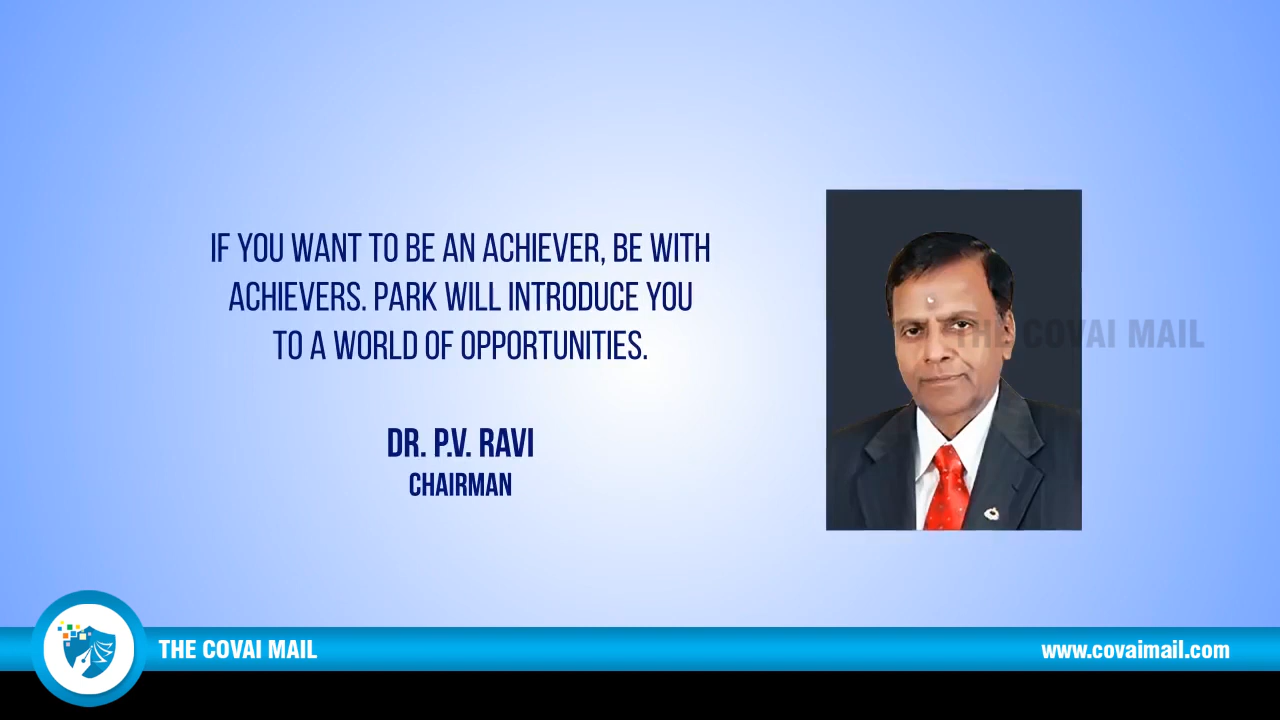 IF YOU WANT TO BE AN ACHIEVER, BE WITH
ACHIEVERS. PARK WILL INTRODUCE YOU
TO A WORLD OF OPPORTUNITIES.
DR. P.V. RAVI
CHAIRMAN
THE COVAI MAIL
THE COVAI MAIL
www.covaimail.com